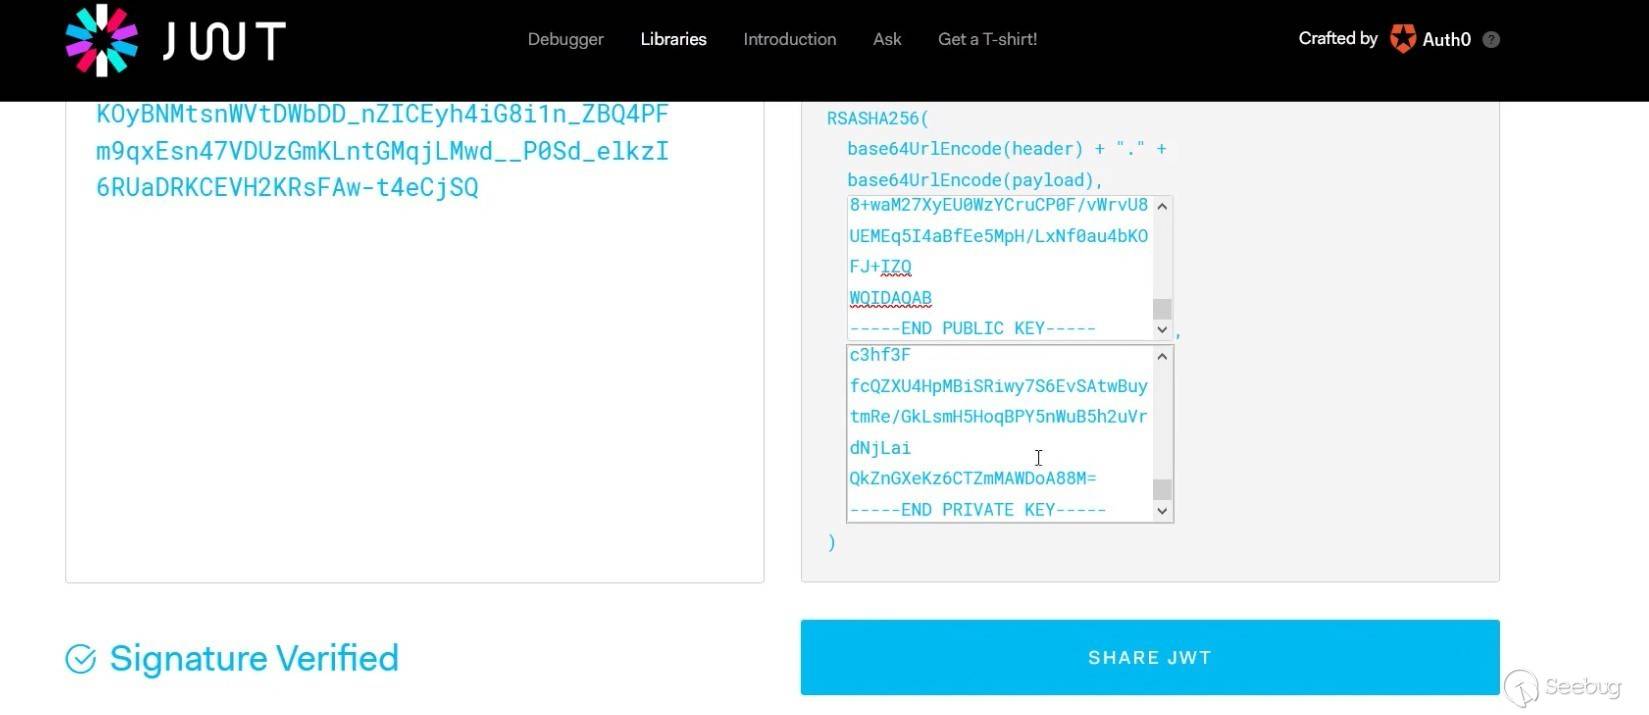 JWT
Debugger Libraries Introduction Ask Get a T-shirt!
Crafted by Auth0 ?
KOyBNMtsnWVtDWbDD_nZICEyh4iG8i1n_ZBQ4PF
m9qxEsn47VDUzGmKLntGMqjLMwd__P0Sd_elkzI
6RUaDRKCEVH2KRsFAw-t4eCjSQ
RSASHA256(
base64UrlEncode(header) + "." +
base64UrlEncode(payload),
8+waM27XyEU0WzYCruCP0F/vWrvU8
UEMEq5I4aBfEe5MpH/LxNf0au4bKO
FJ+IZQ
WQIDAQAB
-----END PUBLIC KEY-----
,
c3hf3F
fcQZXU4HpMBiSRiwy7S6EvSAtwBuy
tmRe/GkLsmH5HoqBPY5nWuB5h2uVr
dNjLai
QkZnGXeKz6CTZmMAWDoA88M=
-----END PRIVATE KEY-----
)
Signature Verified
SHARE JWT
Seebug